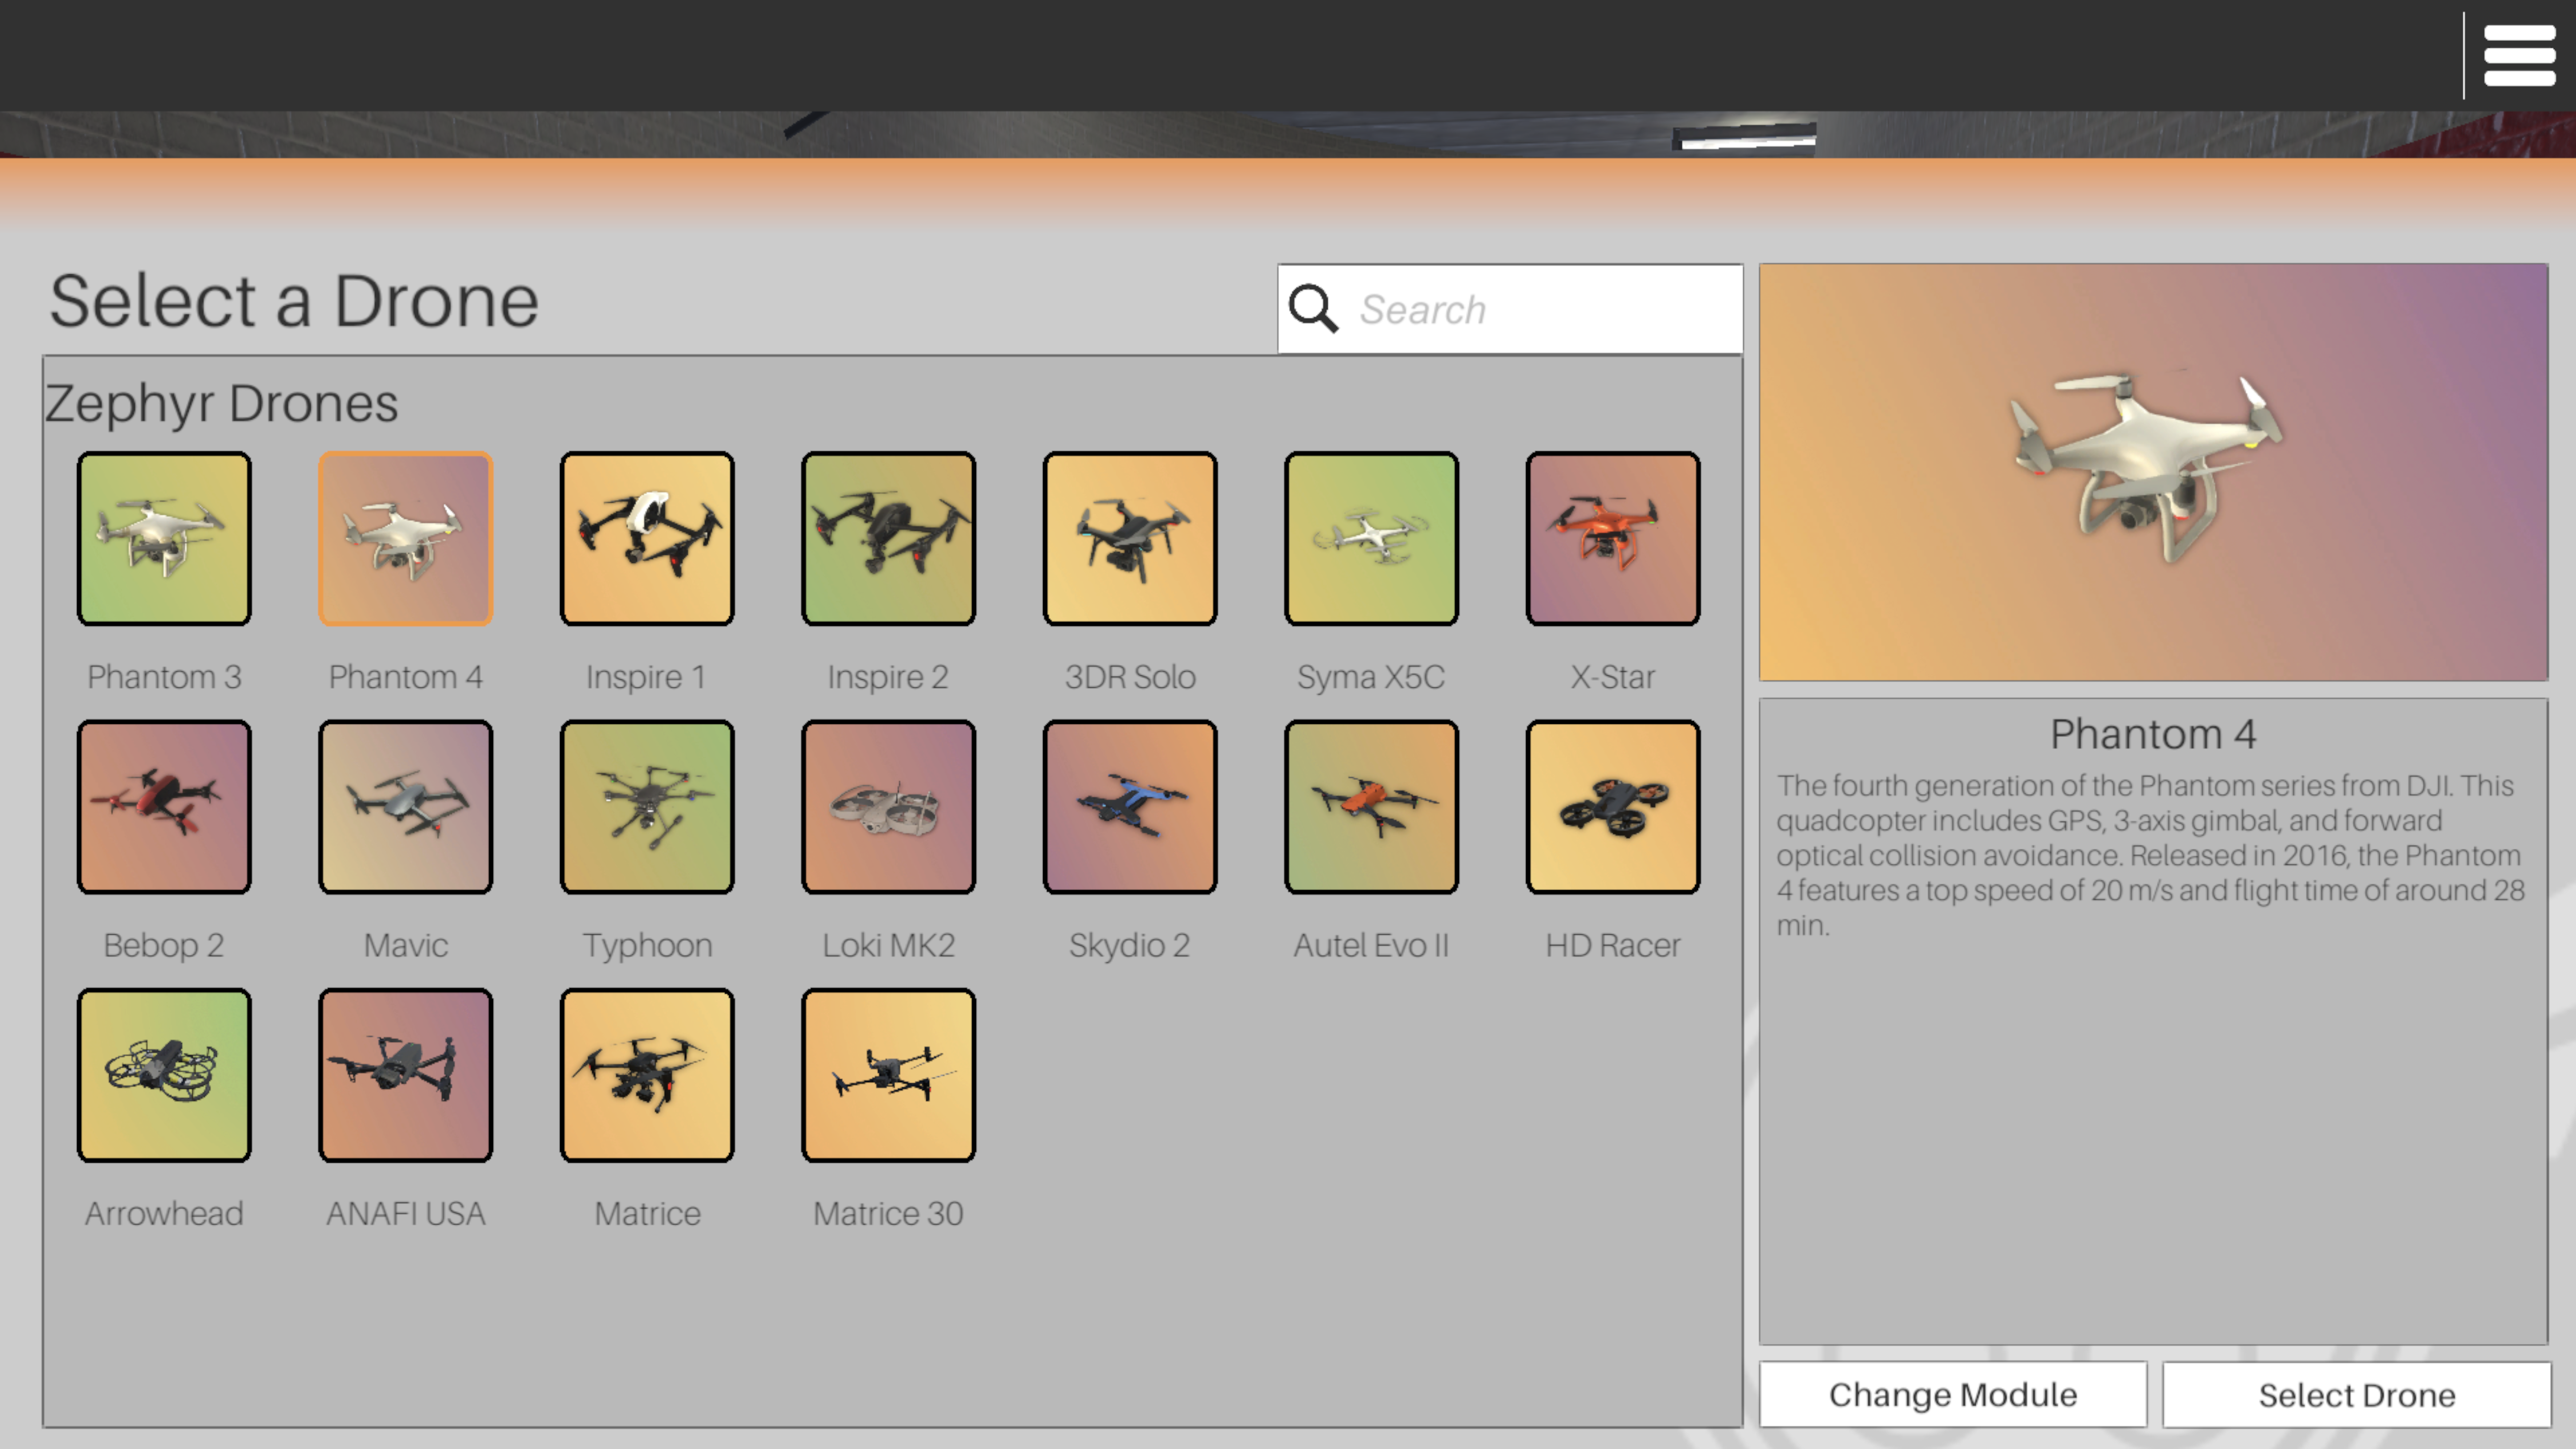 Select a Drone
Search
Zephyr Drones
Phantom 3
Phantom 4
Inspire 1
Inspire 2
3DR Solo
Syma X5C
X-Star
Bebop 2
Mavic
Typhoon
Loki MK2
Skydio 2
Autel Evo II
HD Racer
Arrowhead
ANAFI USA
Matrice
Matrice 30
Phantom 4
The fourth generation of the Phantom series from DJI. This
quadcopter includes GPS, 3-axis gimbal, and forward
optical collision avoidance. Released in 2016, the Phantom
4 features a top speed of 20 m/s and flight time of around 28
min.
Change Module
Select Drone